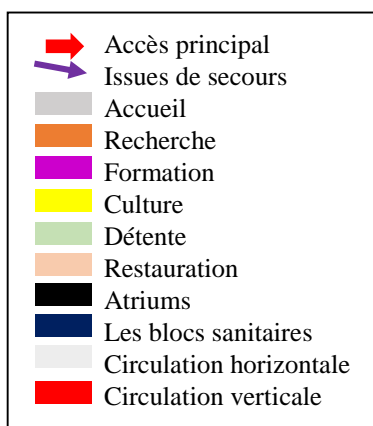 Accès principal
Issues de secours
Accueil
Recherche
Formation
Culture
Détente
Restauration
Atriums
Les blocs sanitaires
Circulation horizontale
Circulation verticale